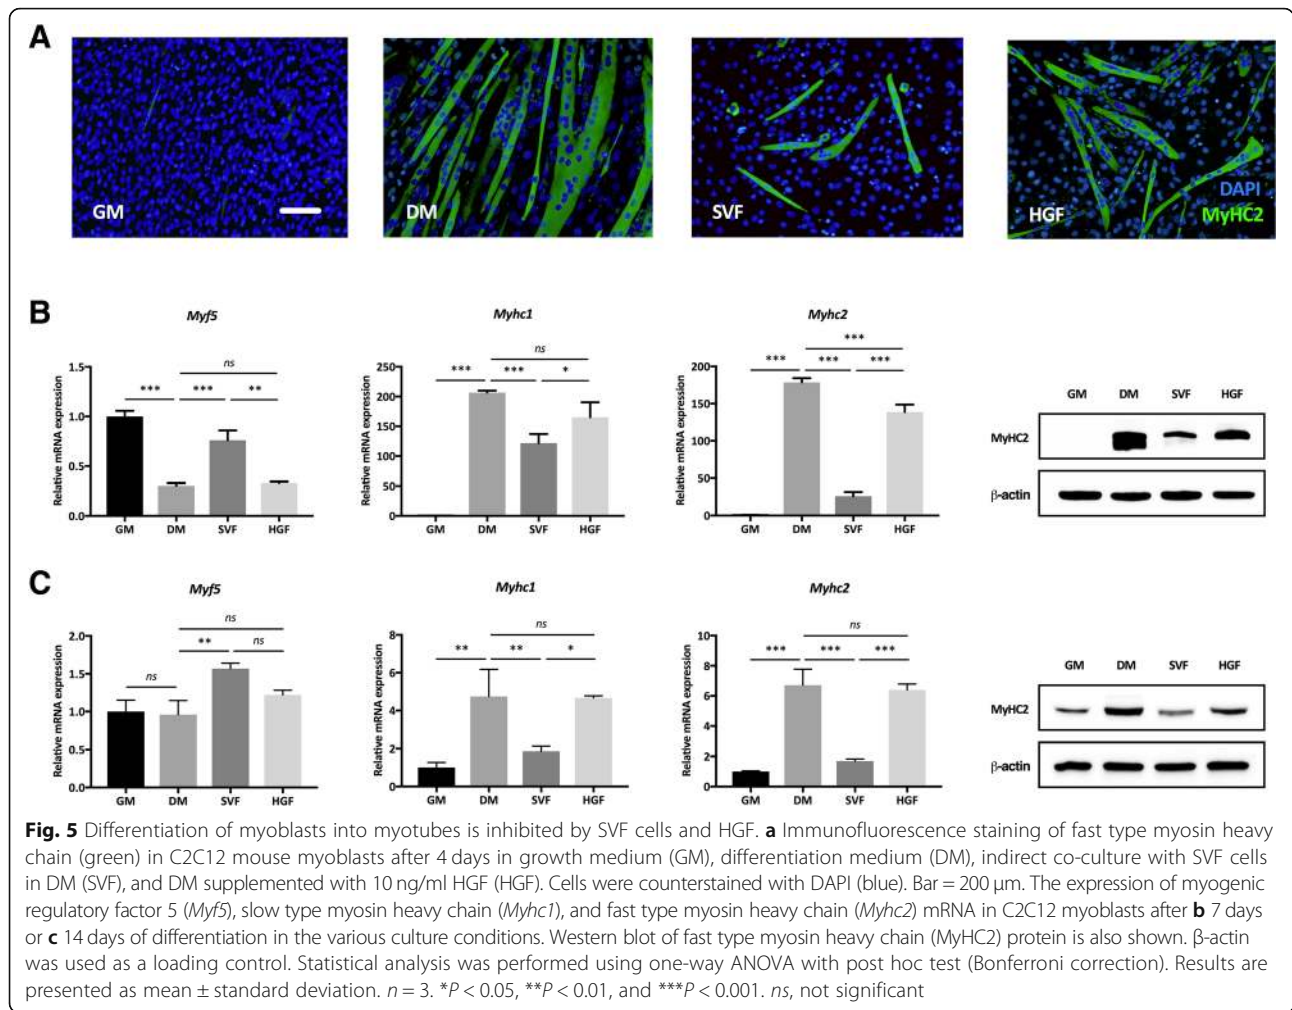 A
GM
DM
SVF
HGF
DAPI
MyHC2
B
Myf5
Relative mRNA expression
1.5
1.0
0.5
0.0
ns
*** *** **
GM DM SVF HGF
Myhc1
Relative mRNA expression
250
200
150
100
50
0
ns
*** *** *
GM DM SVF HGF
Myhc2
Relative mRNA expression
200
150
100
50
0
***
*** *** ***
GM DM SVF HGF
GM DM SVF HGF
MyHC2
β-actin
C
Myf5
Relative mRNA expression
2.0
1.5
1.0
0.5
0.0
ns
** ns
ns
GM DM SVF HGF
Myhc1
Relative mRNA expression
8
6
4
2
0
ns
** ** *
GM DM SVF HGF
Myhc2
Relative mRNA expression
10
8
6
4
2
0
ns
*** *** ***
GM DM SVF HGF
GM DM SVF HGF
MyHC2
β-actin
Fig. 5 Differentiation of myoblasts into myotubes is inhibited by SVF cells and HGF. a Immunofluorescence staining of fast type myosin heavy
chain (green) in C2C12 mouse myoblasts after 4 days in growth medium (GM), differentiation medium (DM), indirect co-culture with SVF cells
in DM (SVF), and DM supplemented with 10 ng/ml HGF (HGF). Cells were counterstained with DAPI (blue). Bar = 200 μm. The expression of myogenic
regulatory factor 5 (Myf5), slow type myosin heavy chain (Myhc1), and fast type myosin heavy chain (Myhc2) mRNA in C2C12 myoblasts after b 7 days
or c 14 days of differentiation in the various culture conditions. Western blot of fast type myosin heavy chain (MyHC2) protein is also shown. β-actin
was used as a loading control. Statistical analysis was performed using one-way ANOVA with post hoc test (Bonferroni correction). Results are
presented as mean ± standard deviation. n = 3. *P < 0.05, **P < 0.01, and ***P < 0.001. ns, not significant